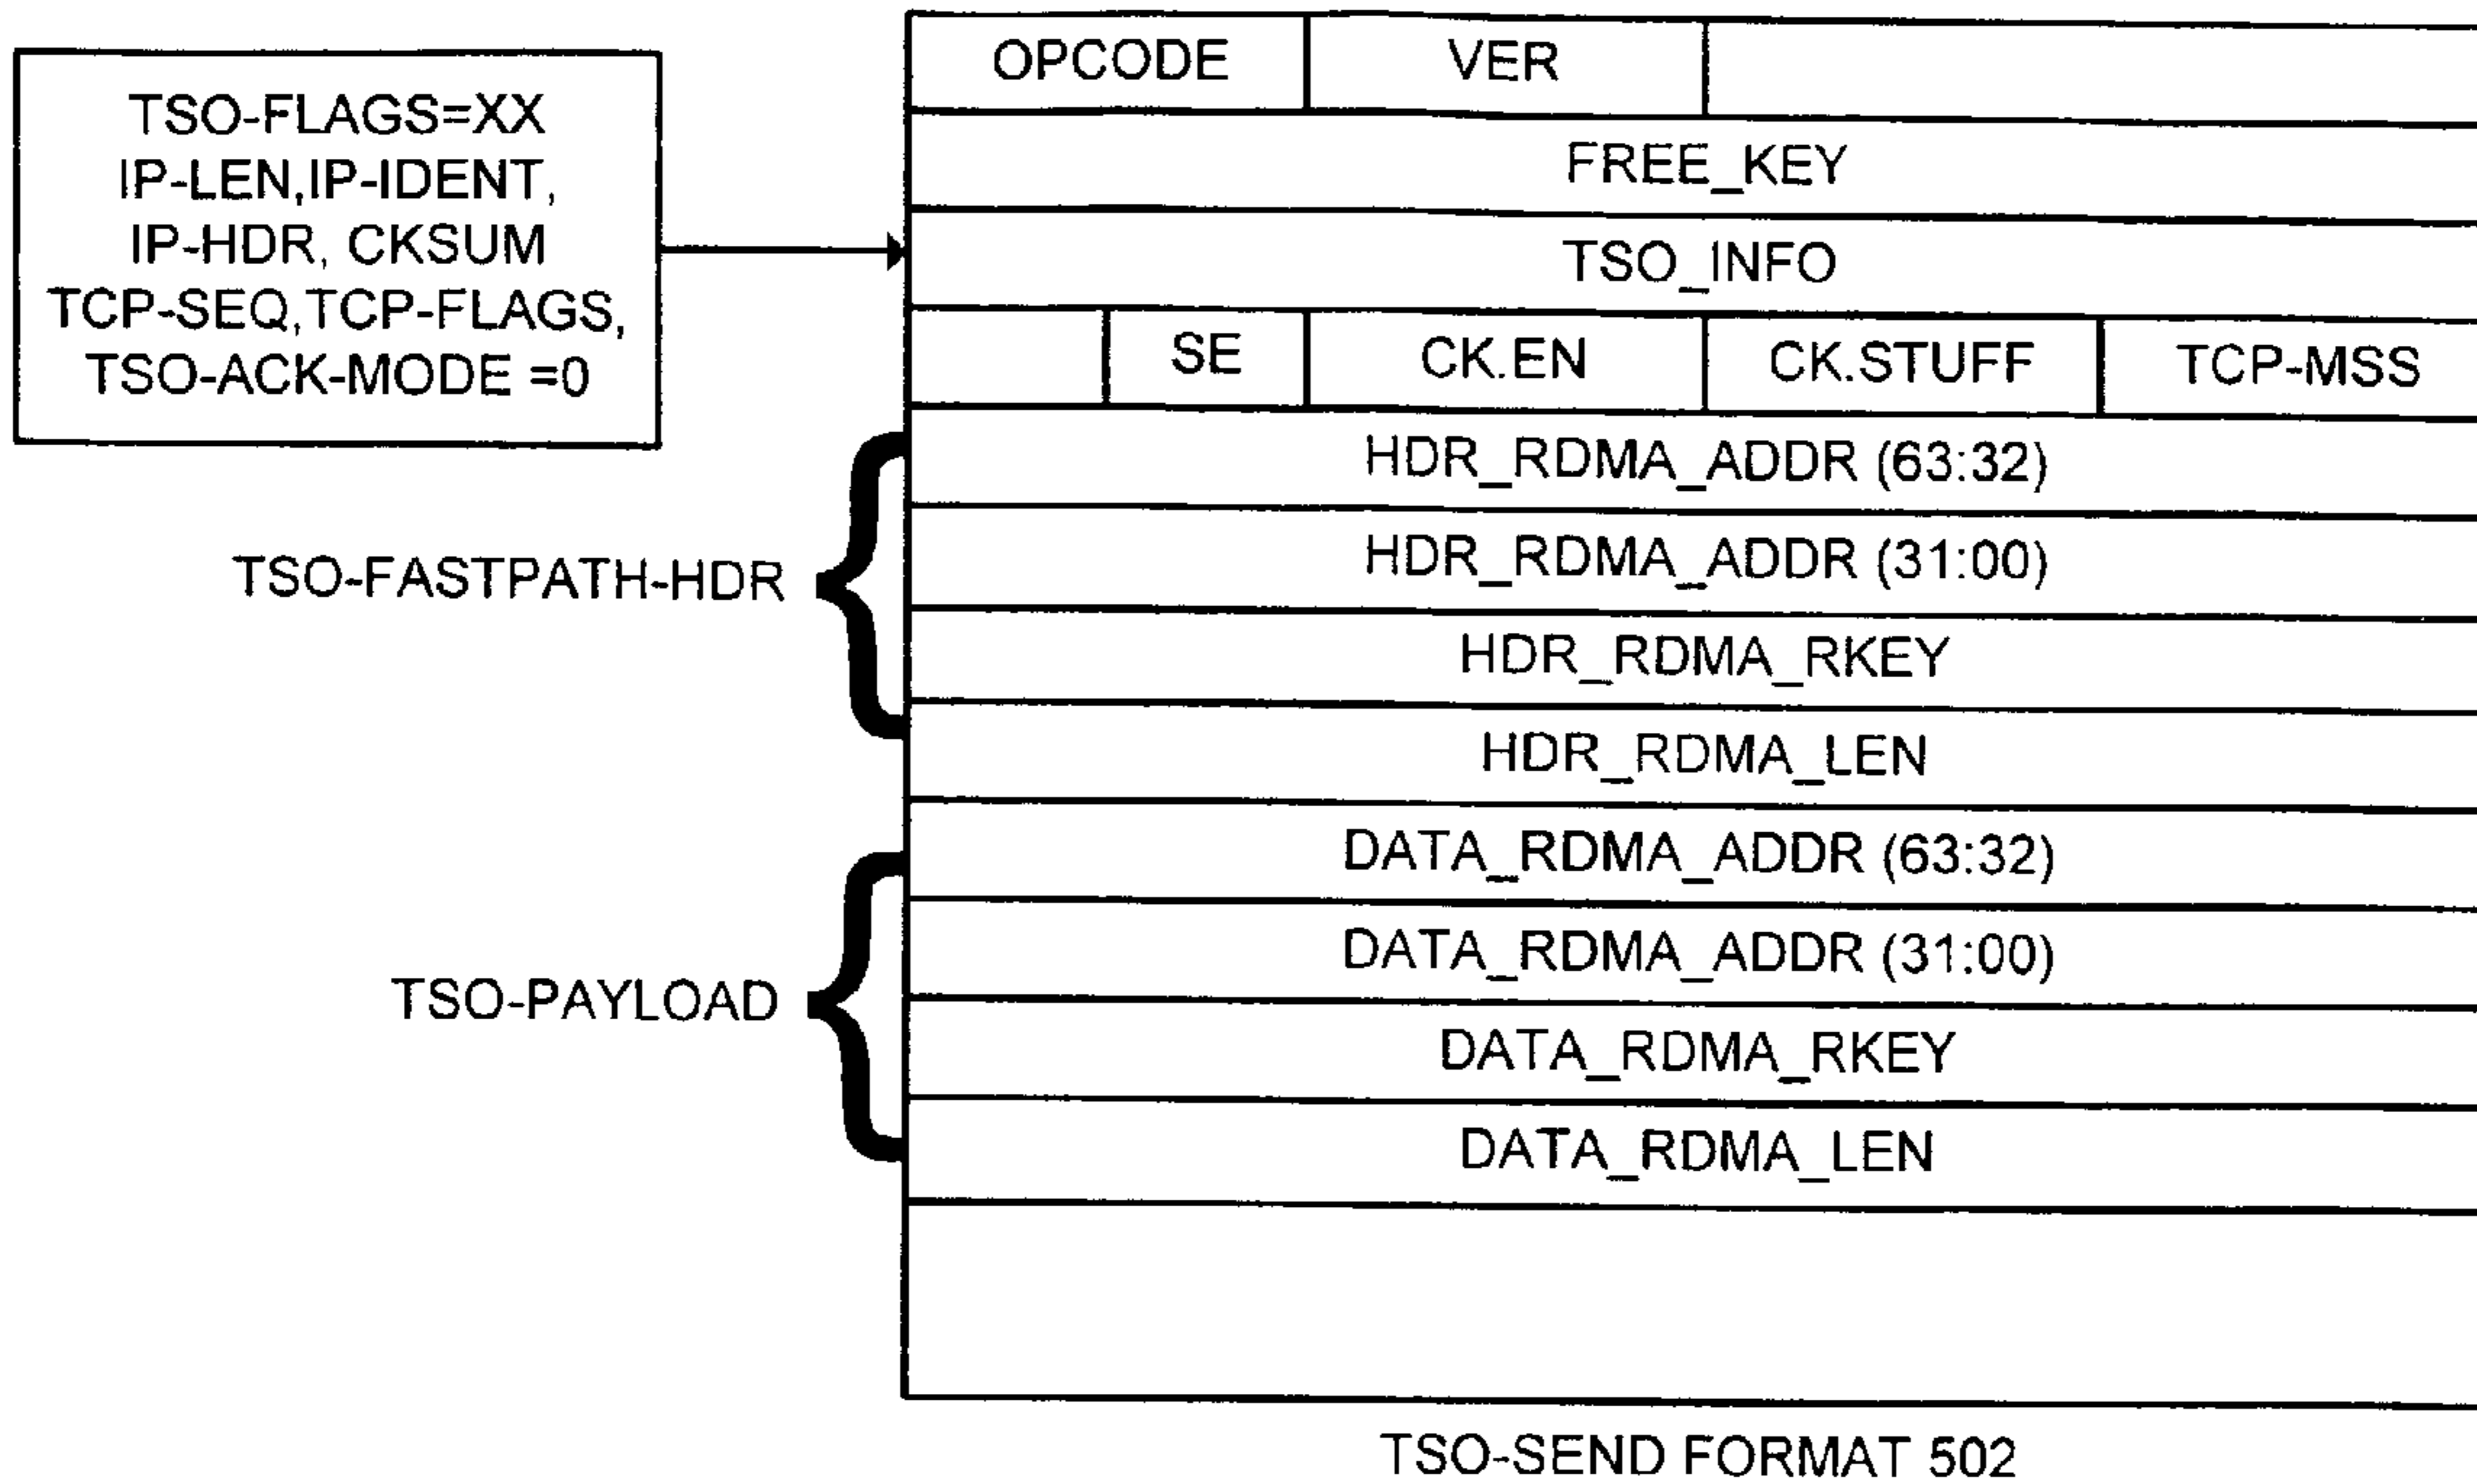 TSO-FLAGS=XX
IP-LEN,IP-IDENT,
IP-HDR, CKSUM
TCP-SEQ,TCP-FLAGS,
TSO-ACK-MODE =0
OPCODE VER
FREE_KEY
TSO_INFO
SE CK.EN CK.STUFF TCP-MSS
TSO-FASTPATH-HDR
HDR_RDMA_ADDR (63:32)
HDR_RDMA_ADDR (31:00)
HDR_RDMA_RKEY
HDR_RDMA_LEN
TSO-PAYLOAD
DATA_RDMA_ADDR (63:32)
DATA_RDMA_ADDR (31:00)
DATA_RDMA_RKEY
DATA_RDMA_LEN
TSO-SEND FORMAT 502